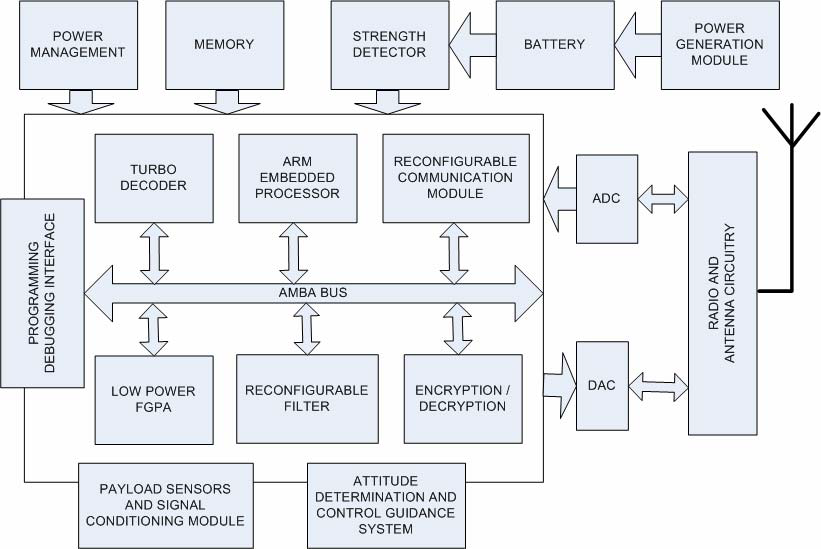 POWER
MANAGEMENT
MEMORY
STRENGTH
DETECTOR
BATTERY
POWER
GENERATION
MODULE
TURBO
DECODER
ARM
EMBEDDED
PROCESSOR
RECONFIGURABLE
COMMUNICATION
MODULE
ADC
PROGRAMMING
DEBUGGING INTERFACE
AMBA BUS
RADIO AND
ANTENNA CIRCUITRY
LOW POWER
FGPA
RECONFIGURABLE
FILTER
ENCRYPTION /
DECRYPTION
DAC
PAYLOAD SENSORS
AND SIGNAL
CONDITIONING MODULE
ATTITUDE
DETERMINATION AND
CONTROL GUIDANCE
SYSTEM